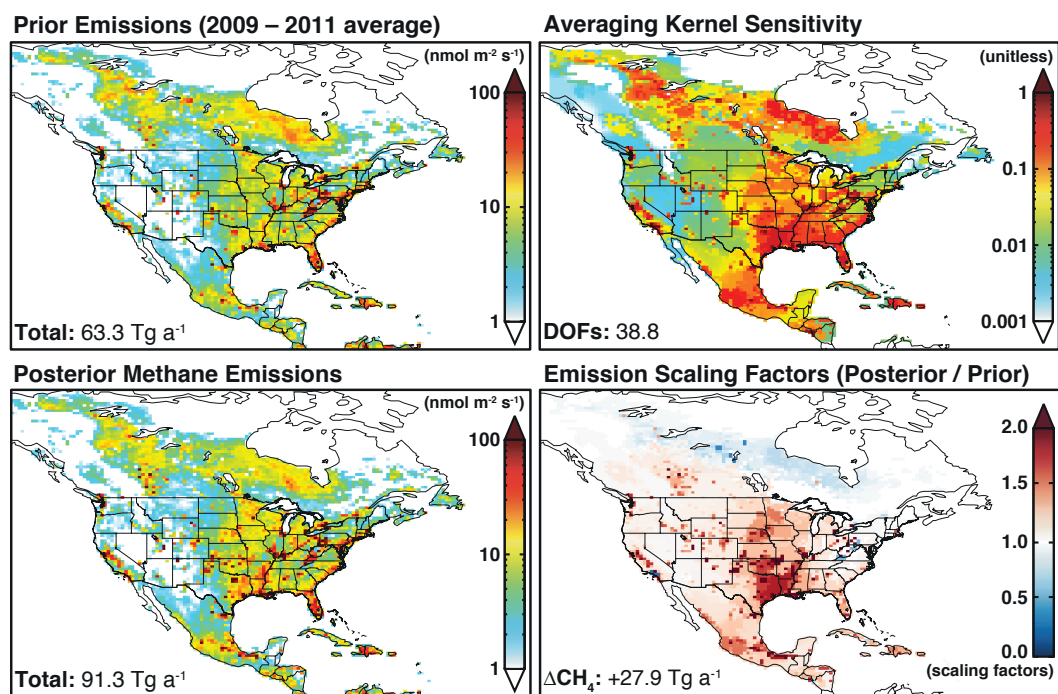 Prior Emissions (2009 – 2011 average)
(nmol m⁻² s⁻¹)
100
10
1
Total: 63.3 Tg a⁻¹
Averaging Kernel Sensitivity
(unitless)
1
0.1
0.01
0.001
DOFs: 38.8
Posterior Methane Emissions
(nmol m⁻² s⁻¹)
100
10
1
Total: 91.3 Tg a⁻¹
Emission Scaling Factors (Posterior / Prior)
2.0
1.5
1.0
0.5
0.0
(scaling factors)
ΔCH₄: +27.9 Tg a⁻¹